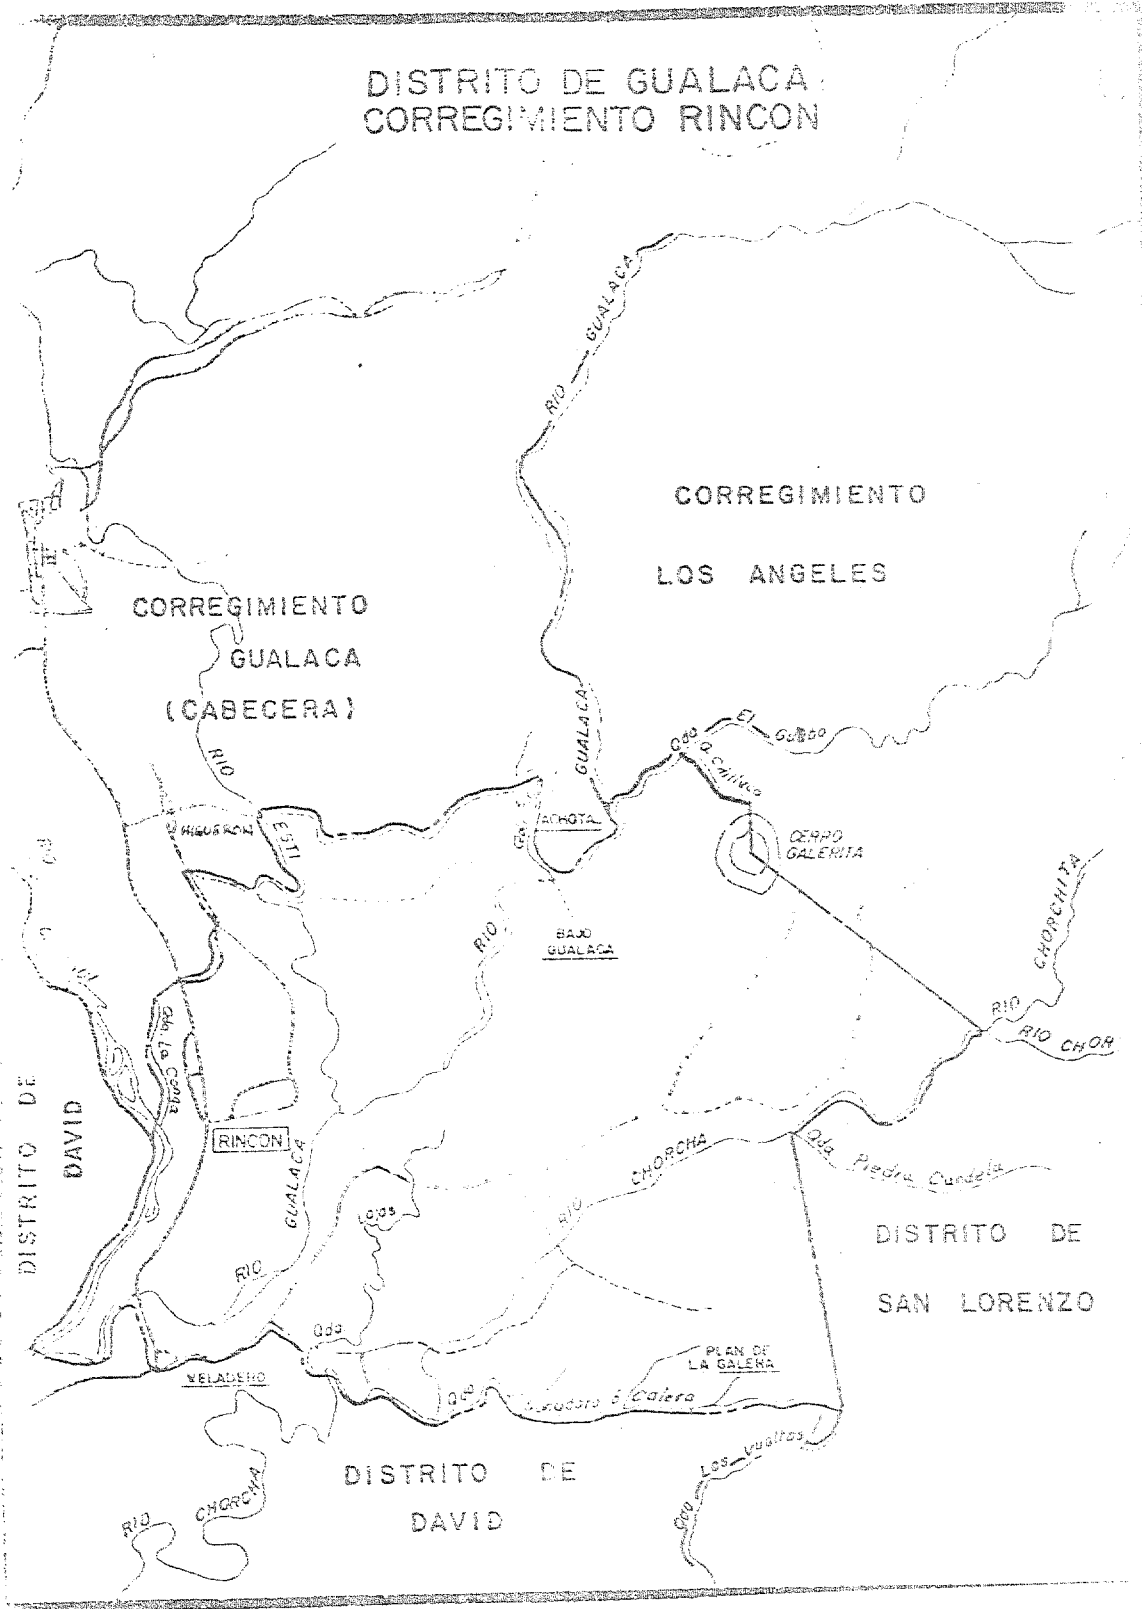 DISTRITO DE GUALACA
CORREGIMIENTO RINCON
RIO GUALACA
CORREGIMIENTO
LOS ANGELES
CORREGIMIENTO
GUALACA
(CABECERA)
RIO
ESTI
HIGUERON
GUALACA
Qda El
Q.
ACHOTA
CERRO
GALERITA
RIO
BAJO
GUALACA
CHORCHITA
RIO
RIO CHOR
Qda La
DISTRITO DE
DAVID
RINCON
GUALACA
RIO
RIO CHORCHA
Qda Piedra Candela
DISTRITO DE
SAN LORENZO
Qda
Ojos
VELADERO
PLAN DE
LA GALERA
Qda
ó Calera
Qda Los Vueltas
DISTRITO DE
DAVID
RIO CHORCHA